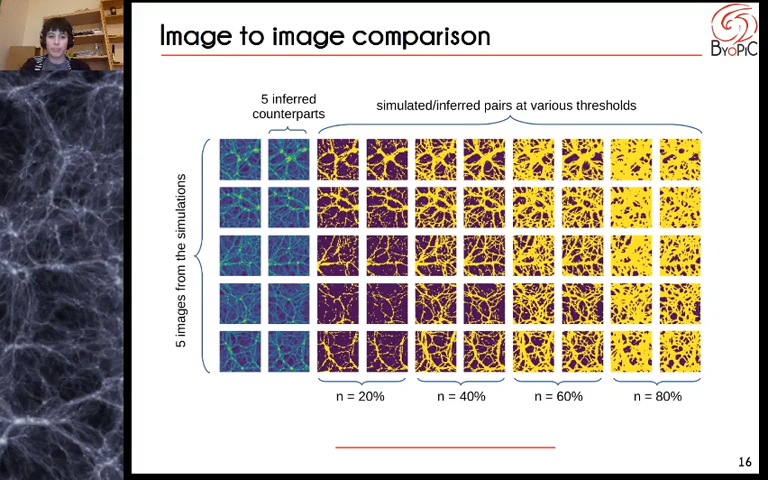 Image to image comparison
BYOPIC
5 inferred
counterparts
simulated/inferred pairs at various thresholds
5 images from the simulations
n = 20%
n = 40%
n = 60%
n = 80%
16